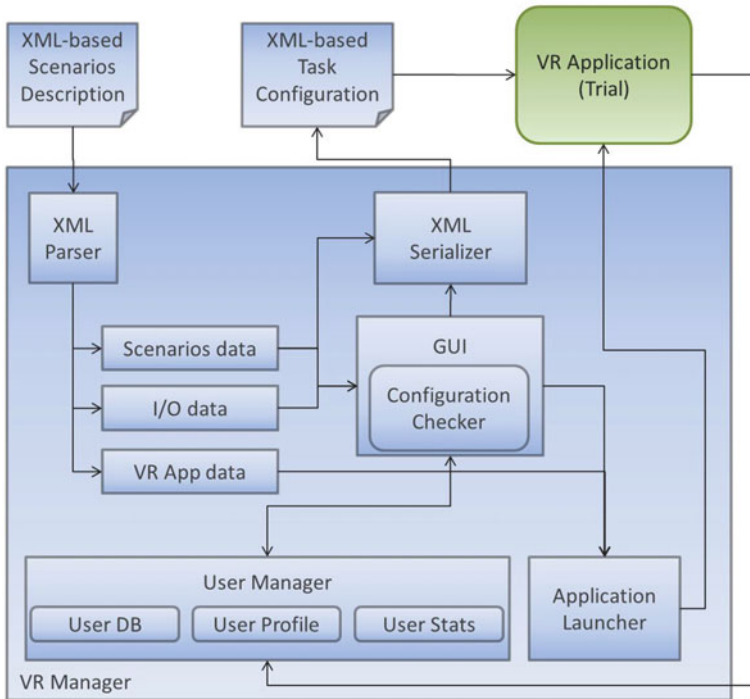 XML-based
Scenarios
Description
XML-based
Task
Configuration
VR Application
(Trial)
XML
Parser
XML
Serializer
Scenarios data
I/O data
VR App data
GUI
Configuration
Checker
User Manager
User DB
User Profile
User Stats
Application
Launcher
VR Manager